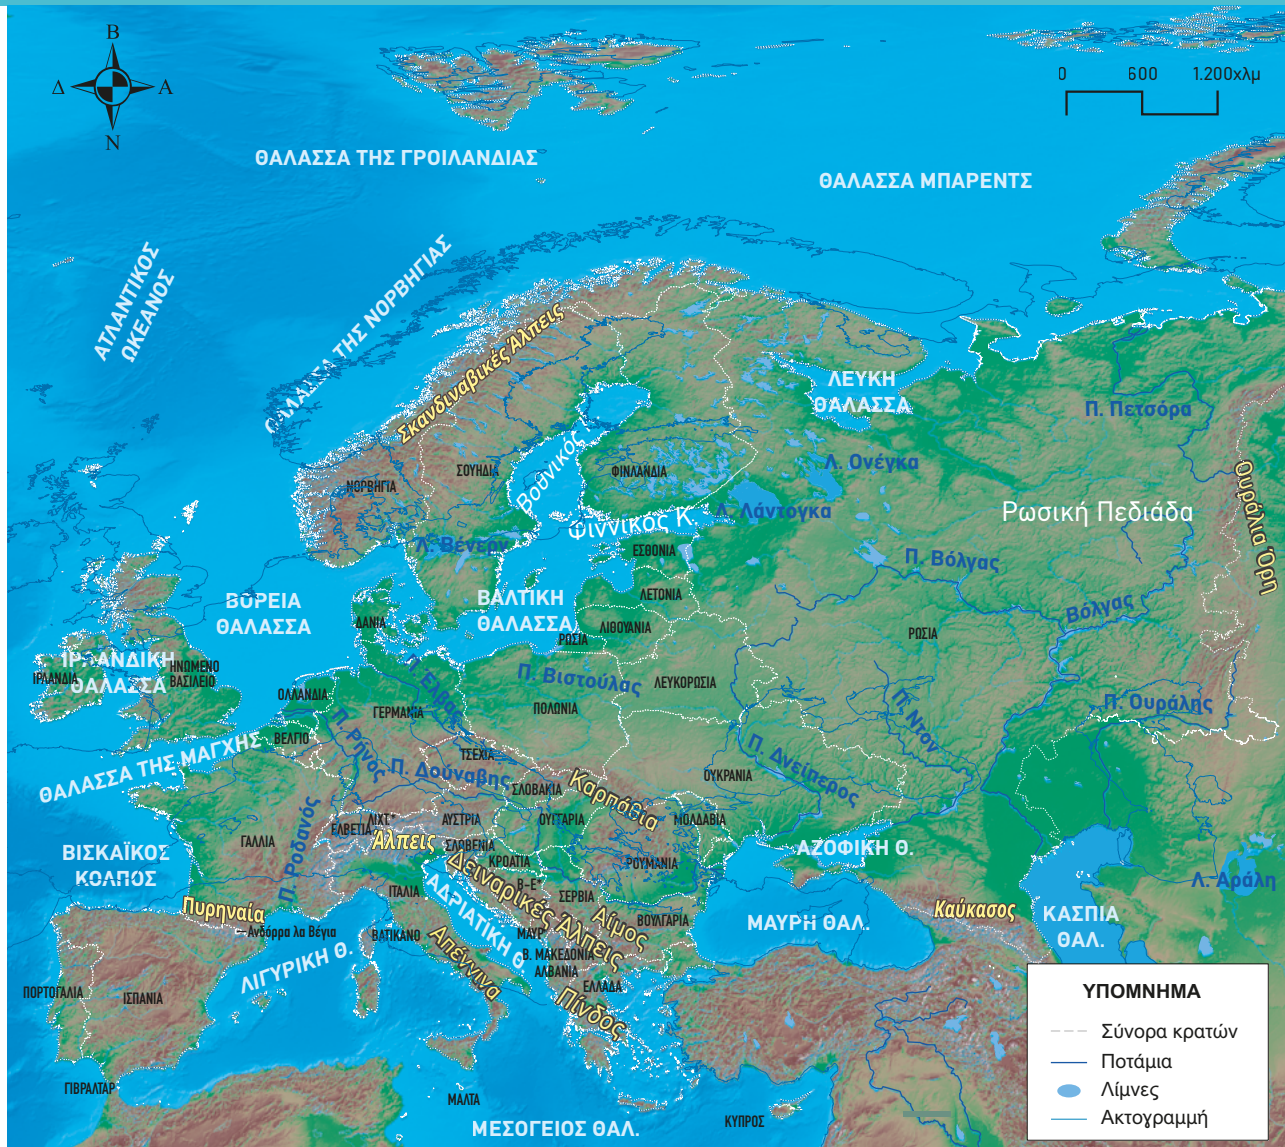 Β
Δ
Α
Ν
0 600 1.200χλμ
ΘΑΛΑΣΣΑ ΤΗΣ ΓΡΟΙΛΑΝΔΙΑΣ
ΘΑΛΑΣΣΑ ΜΠΑΡΕΝΤΣ
ΑΤΛΑΝΤΙΚΟΣ
ΩΚΕΑΝΟΣ
ΘΑΛΑΣΣΑ ΤΗΣ ΝΟΡΒΗΓΙΑΣ
Σκανδιναβικές Άλπεις
ΛΕΥΚΗ
ΘΑΛΑΣΣΑ
Π. Πετσόρα
Ουράλια Όρη
Βοθνικός
ΣΟΥΗΔΙΑ
ΝΟΡΒΗΓΙΑ
ΦΙΝΛΑΝΔΙΑ
Λ. Ονέγκα
Λ. Λάντογκα
Ρωσική Πεδιάδα
Φιννικός Κ.
Λ. Βένερν
ΕΣΘΟΝΙΑ
Π. Βόλγας
ΛΕΤΟΝΙΑ
ΒΟΡΕΙΑ
ΘΑΛΑΣΣΑ
ΒΑΛΤΙΚΗ
ΘΑΛΑΣΣΑ
ΔΑΝΙΑ
ΛΙΘΟΥΑΝΙΑ
ΡΩΣΙΑ
ΡΩΣΙΑ
Βόλγας
ΙΡΛΑΝΔΙΚΗ
ΘΑΛΑΣΣΑ
ΙΡΛΑΝΔΙΑ
ΗΝΩΜΕΝΟ
ΒΑΣΙΛΕΙΟ
ΟΛΛΑΝΔΙΑ
ΓΕΡΜΑΝΙΑ
Π. Έλβας
Π. Βιστούλας
ΠΟΛΩΝΙΑ
ΛΕΥΚΟΡΩΣΙΑ
Π. Ντον
Π. Ουράλης
ΘΑΛΑΣΣΑ ΤΗΣ ΜΑΓΧΗΣ
ΒΕΛΓΙΟ
Π. Ρήνος
ΤΣΕΧΙΑ
Π. Δούναβης
ΣΛΟΒΑΚΙΑ
Καρπάθια
ΟΥΚΡΑΝΙΑ
Π. Δνείπερος
ΓΑΛΛΙΑ
Π. Ροδανός
ΛΙΧΤ.*
ΕΛΒΕΤΙΑ
Άλπεις
ΑΥΣΤΡΙΑ
ΟΥΓΓΑΡΙΑ
ΜΟΛΔΑΒΙΑ
ΣΛΟΒΕΝΙΑ
ΚΡΟΑΤΙΑ
ΡΟΥΜΑΝΙΑ
ΑΖΟΦΙΚΗ Θ.
ΒΙΣΚΑΪΚΟΣ
ΚΟΛΠΟΣ
Λ. Αράλη
ΙΤΑΛΙΑ
Β-Ε*
ΣΕΡΒΙΑ
Δειναρικές Άλπεις
ΑΔΡΙΑΤΙΚΗ Θ.
Αίμος
ΒΟΥΛΓΑΡΙΑ
Πυρηναία
Ανδόρρα λα Βέγια
ΒΑΤΙΚΑΝΟ
Απέννινα
ΜΑΥΡ*
Β. ΜΑΚΕΔΟΝΙΑ
ΑΛΒΑΝΙΑ
ΕΛΛΑΔΑ
Πίνδος
ΜΑΥΡΗ ΘΑΛ.
Καύκασος
ΚΑΣΠΙΑ
ΘΑΛ.
ΛΙΓΥΡΙΚΗ Θ.
ΠΟΡΤΟΓΑΛΙΑ
ΙΣΠΑΝΙΑ
ΓΙΒΡΑΛΤΑΡ
ΜΑΛΤΑ
ΜΕΣΟΓΕΙΟΣ ΘΑΛ.
ΚΥΠΡΟΣ
ΥΠΟΜΝΗΜΑ
Σύνορα κρατών
Ποτάμια
Λίμνες
Ακτογραμμή